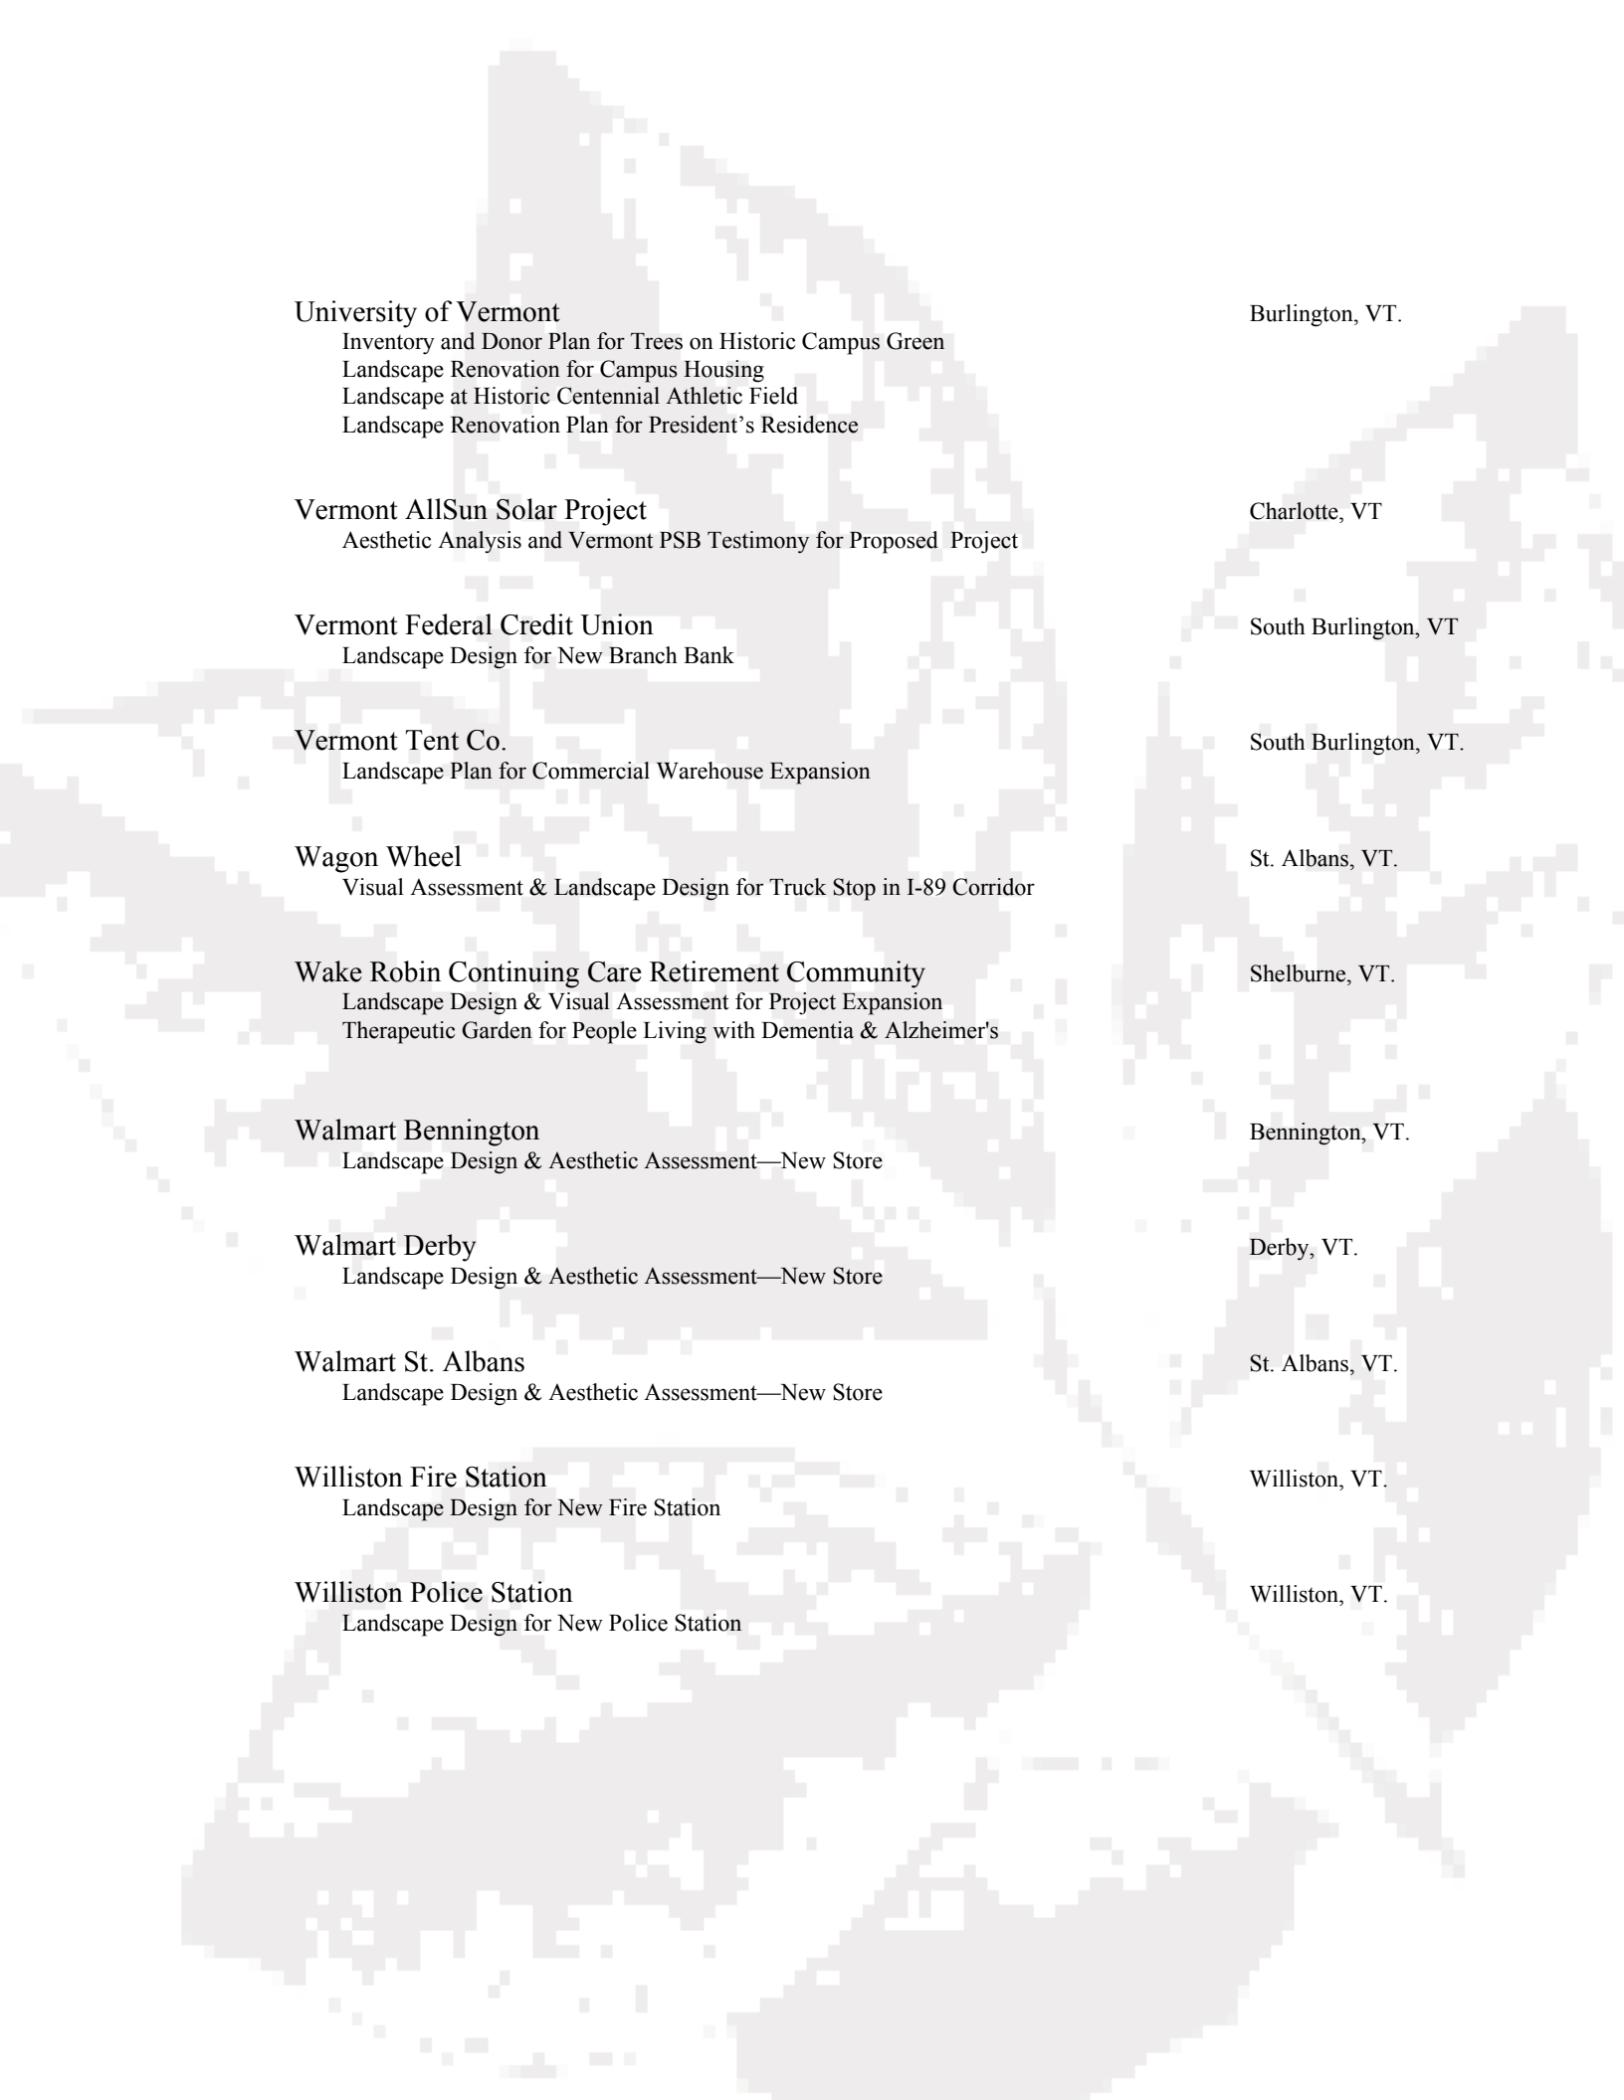 University of Vermont Burlington, VT.
Inventory and Donor Plan for Trees on Historic Campus Green
Landscape Renovation for Campus Housing
Landscape at Historic Centennial Athletic Field
Landscape Renovation Plan for President’s Residence
Vermont AllSun Solar Project Charlotte, VT
Aesthetic Analysis and Vermont PSB Testimony for Proposed  Project
Vermont Federal Credit Union South Burlington, VT
Landscape Design for New Branch Bank
Vermont Tent Co. South Burlington, VT.
Landscape Plan for Commercial Warehouse Expansion
Wagon Wheel St. Albans, VT.
Visual Assessment & Landscape Design for Truck Stop in I-89 Corridor
Wake Robin Continuing Care Retirement Community Shelburne, VT.
Landscape Design & Visual Assessment for Project Expansion
Therapeutic Garden for People Living with Dementia & Alzheimer's
Walmart Bennington Bennington, VT.
Landscape Design & Aesthetic Assessment—New Store
Walmart Derby Derby, VT.
Landscape Design & Aesthetic Assessment—New Store
Walmart St. Albans St. Albans, VT.
Landscape Design & Aesthetic Assessment—New Store
Williston Fire Station Williston, VT.
Landscape Design for New Fire Station
Williston Police Station Williston, VT.
Landscape Design for New Police Station